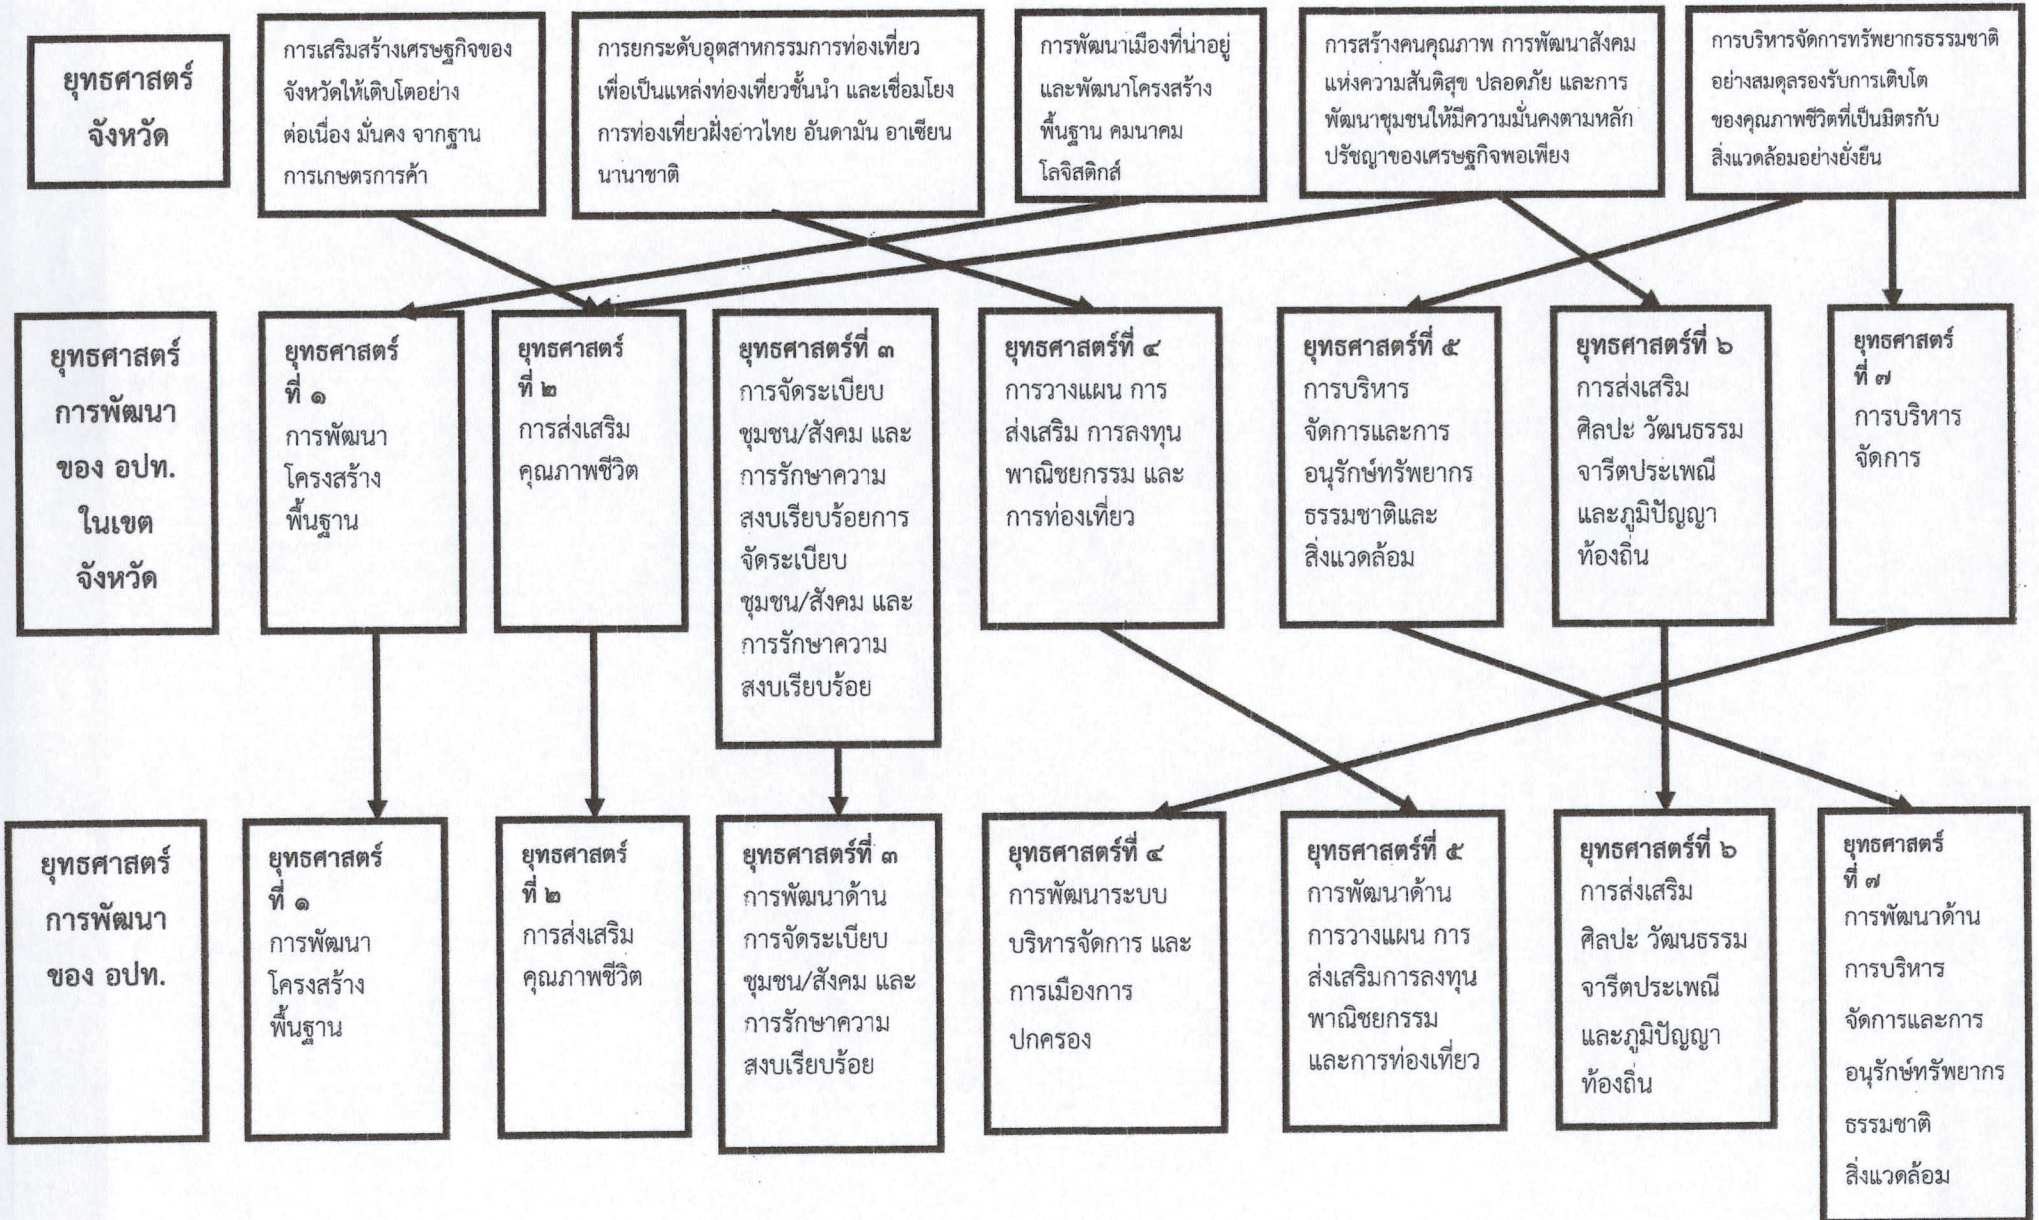 ยุทธศาสตร์
จังหวัด
การเสริมสร้างเศรษฐกิจของ
จังหวัดให้เติบโตอย่าง
ต่อเนื่อง มั่นคง จากฐาน
การเกษตรการค้า
การยกระดับอุตสาหกรรมการท่องเที่ยว
เพื่อเป็นแหล่งท่องเที่ยวชั้นนำ และเชื่อมโยง
การท่องเที่ยวฝั่งอ่าวไทย อันดามัน อาเซียน
นานาชาติ
การพัฒนาเมืองที่น่าอยู่
และพัฒนาโครงสร้าง
พื้นฐาน คมนาคม
โลจิสติกส์
การสร้างคนคุณภาพ การพัฒนาสังคม
แห่งความสันติสุข ปลอดภัย และการ
พัฒนาชุมชนให้มีความมั่นคงตามหลัก
ปรัชญาของเศรษฐกิจพอเพียง
การบริหารจัดการทรัพยากรธรรมชาติ
อย่างสมดุลรองรับการเติบโต
ของคุณภาพชีวิตที่เป็นมิตรกับ
สิ่งแวดล้อมอย่างยั่งยืน
ยุทธศาสตร์
การพัฒนา
ของ อปท.
ในเขต
จังหวัด
ยุทธศาสตร์
ที่ ๑
การพัฒนา
โครงสร้าง
พื้นฐาน
ยุทธศาสตร์
ที่ ๒
การส่งเสริม
คุณภาพชีวิต
ยุทธศาสตร์ที่ ๓
การจัดระเบียบ
ชุมชน/สังคม และ
การรักษาความ
สงบเรียบร้อยการ
จัดระเบียบ
ชุมชน/สังคม และ
การรักษาความ
สงบเรียบร้อย
ยุทธศาสตร์ที่ ๔
การวางแผน การ
ส่งเสริม การลงทุน
พาณิชยกรรม และ
การท่องเที่ยว
ยุทธศาสตร์ที่ ๕
การบริหาร
จัดการและการ
อนุรักษ์ทรัพยากร
ธรรมชาติและ
สิ่งแวดล้อม
ยุทธศาสตร์ที่ ๖
การส่งเสริม
ศิลปะ วัฒนธรรม
จารีตประเพณี
และภูมิปัญญา
ท้องถิ่น
ยุทธศาสตร์
ที่ ๗
การบริหาร
จัดการ
ยุทธศาสตร์
การพัฒนา
ของ อปท.
ยุทธศาสตร์
ที่ ๑
การพัฒนา
โครงสร้าง
พื้นฐาน
ยุทธศาสตร์
ที่ ๒
การส่งเสริม
คุณภาพชีวิต
ยุทธศาสตร์ที่ ๓
การพัฒนาด้าน
การจัดระเบียบ
ชุมชน/สังคม และ
การรักษาความ
สงบเรียบร้อย
ยุทธศาสตร์ที่ ๔
การพัฒนาระบบ
บริหารจัดการ และ
การเมืองการ
ปกครอง
ยุทธศาสตร์ที่ ๕
การพัฒนาด้าน
การวางแผน การ
ส่งเสริมการลงทุน
พาณิชยกรรม
และการท่องเที่ยว
ยุทธศาสตร์ที่ ๖
การส่งเสริม
ศิลปะ วัฒนธรรม
จารีตประเพณี
และภูมิปัญญา
ท้องถิ่น
ยุทธศาสตร์
ที่ ๗
การพัฒนาด้าน
การบริหาร
จัดการและการ
อนุรักษ์ทรัพยากร
ธรรมชาติ
สิ่งแวดล้อม